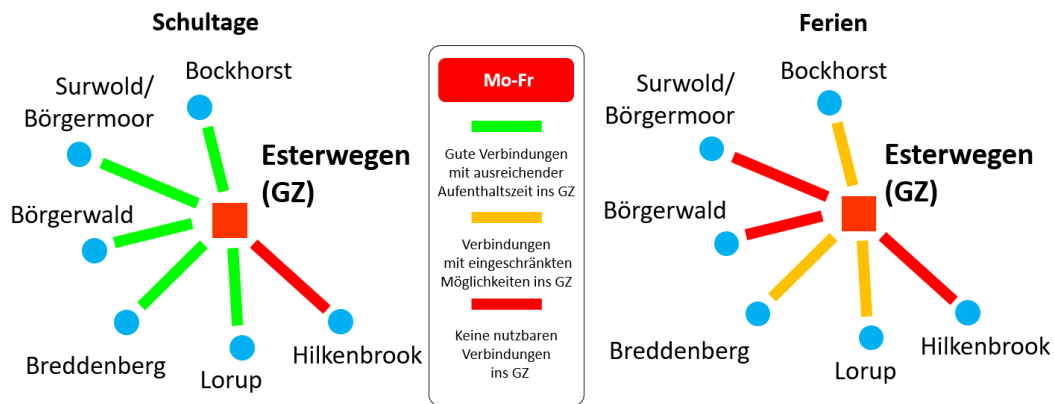 Schultage
Bockhorst
Surwold/
Börgermoor
Esterwegen
(GZ)
Börgerwald
Breddenberg
Lorup
Hilkenbrook
Mo-Fr
Gute Verbindungen
mit ausreichender
Aufenthaltszeit ins GZ
Verbindungen
mit eingeschränkten
Möglichkeiten ins GZ
Keine nutzbaren
Verbindungen
ins GZ
Ferien
Bockhorst
Surwold/
Börgermoor
Esterwegen
(GZ)
Börgerwald
Breddenberg
Lorup
Hilkenbrook